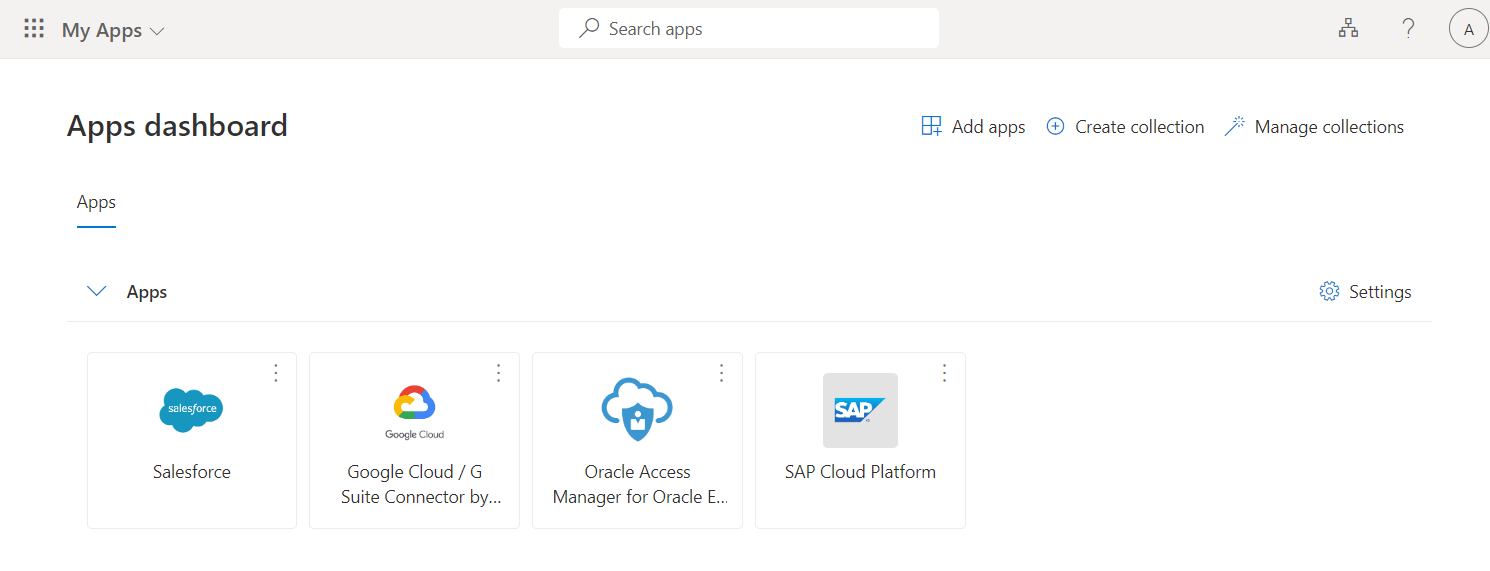 My Apps
Search apps
A
Apps dashboard
Add apps
Create collection
Manage collections
Apps
Apps
Settings
salesforce
Google Cloud
SAP
Salesforce
Google Cloud / G
Suite Connector by...
Oracle Access
Manager for Oracle E...
SAP Cloud Platform